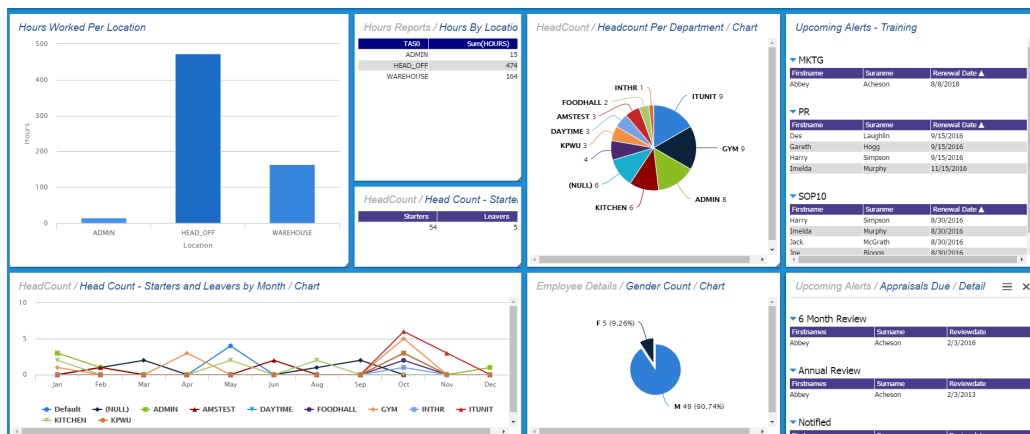 Hours Worked Per Location
500
400
300
200
100
0
Hours
ADMIN HEAD_OFF WAREHOUSE
Location
Hours Reports / Hours By Locatio
TAS0 Sum(HOURS)
ADMIN 15
HEAD_OFF 474
WAREHOUSE 164
HeadCount / Head Count - Starte
Starters Leavers
54 5
HeadCount / Headcount Per Department / Chart
INTHR 1
ITUNIT 9
FOODHALL 2
AMSTEST 3
DAYTIME 3
KPWU 3
GYM 9
4
(NULL) 6
ADMIN 8
KITCHEN 6
Upcoming Alerts - Training
MKTG
Firstname Suranme Renewal Date ▲
Abbey Acheson 8/8/2018
PR
Firstname Suranme Renewal Date ▲
Des Laughlin 9/15/2016
Gareth Hogg 9/15/2016
Harry Simpson 9/15/2016
Imelda Murphy 11/15/2016
SOP10
Firstname Suranme Renewal Date ▲
Harry Simpson 8/30/2016
Imelda Murphy 8/30/2016
Jack McGrath 8/30/2016
Joe Bloggs 8/30/2016
HeadCount / Head Count - Starters and Leavers by Month / Chart
10
5
0
Jan Feb Mar Apr May Jun Jul Aug Sep Oct Nov Dec
Default (NULL) ADMIN AMSTEST DAYTIME FOODHALL GYM INTHR ITUNIT
KITCHEN KPWU
Employee Details / Gender Count / Chart
F 5 (9.26%)
M 49 (90.74%)
Upcoming Alerts / Appraisals Due / Detail
6 Month Review
Firstnames Surname Reviewdate
Abbey Acheson 2/3/2016
Annual Review
Firstnames Surname Reviewdate
Abbey Acheson 2/3/2013
Notified